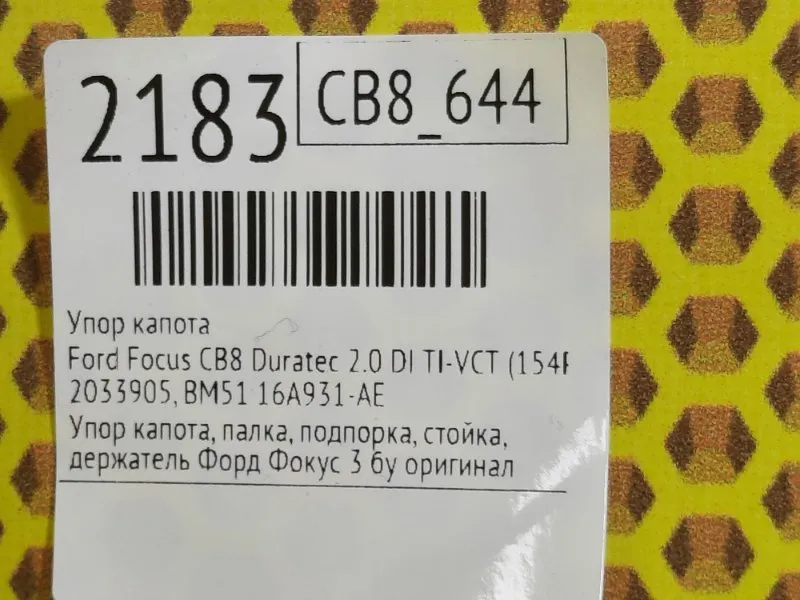 2183
CB8_644
Упор капота
Ford Focus CB8 Duratec 2.0 DI TI-VCT (154
2033905, BM51 16A931-AE
Упор капота, палка, подпорка, стойка,
держатель Форд Фокус 3 бу оригинал